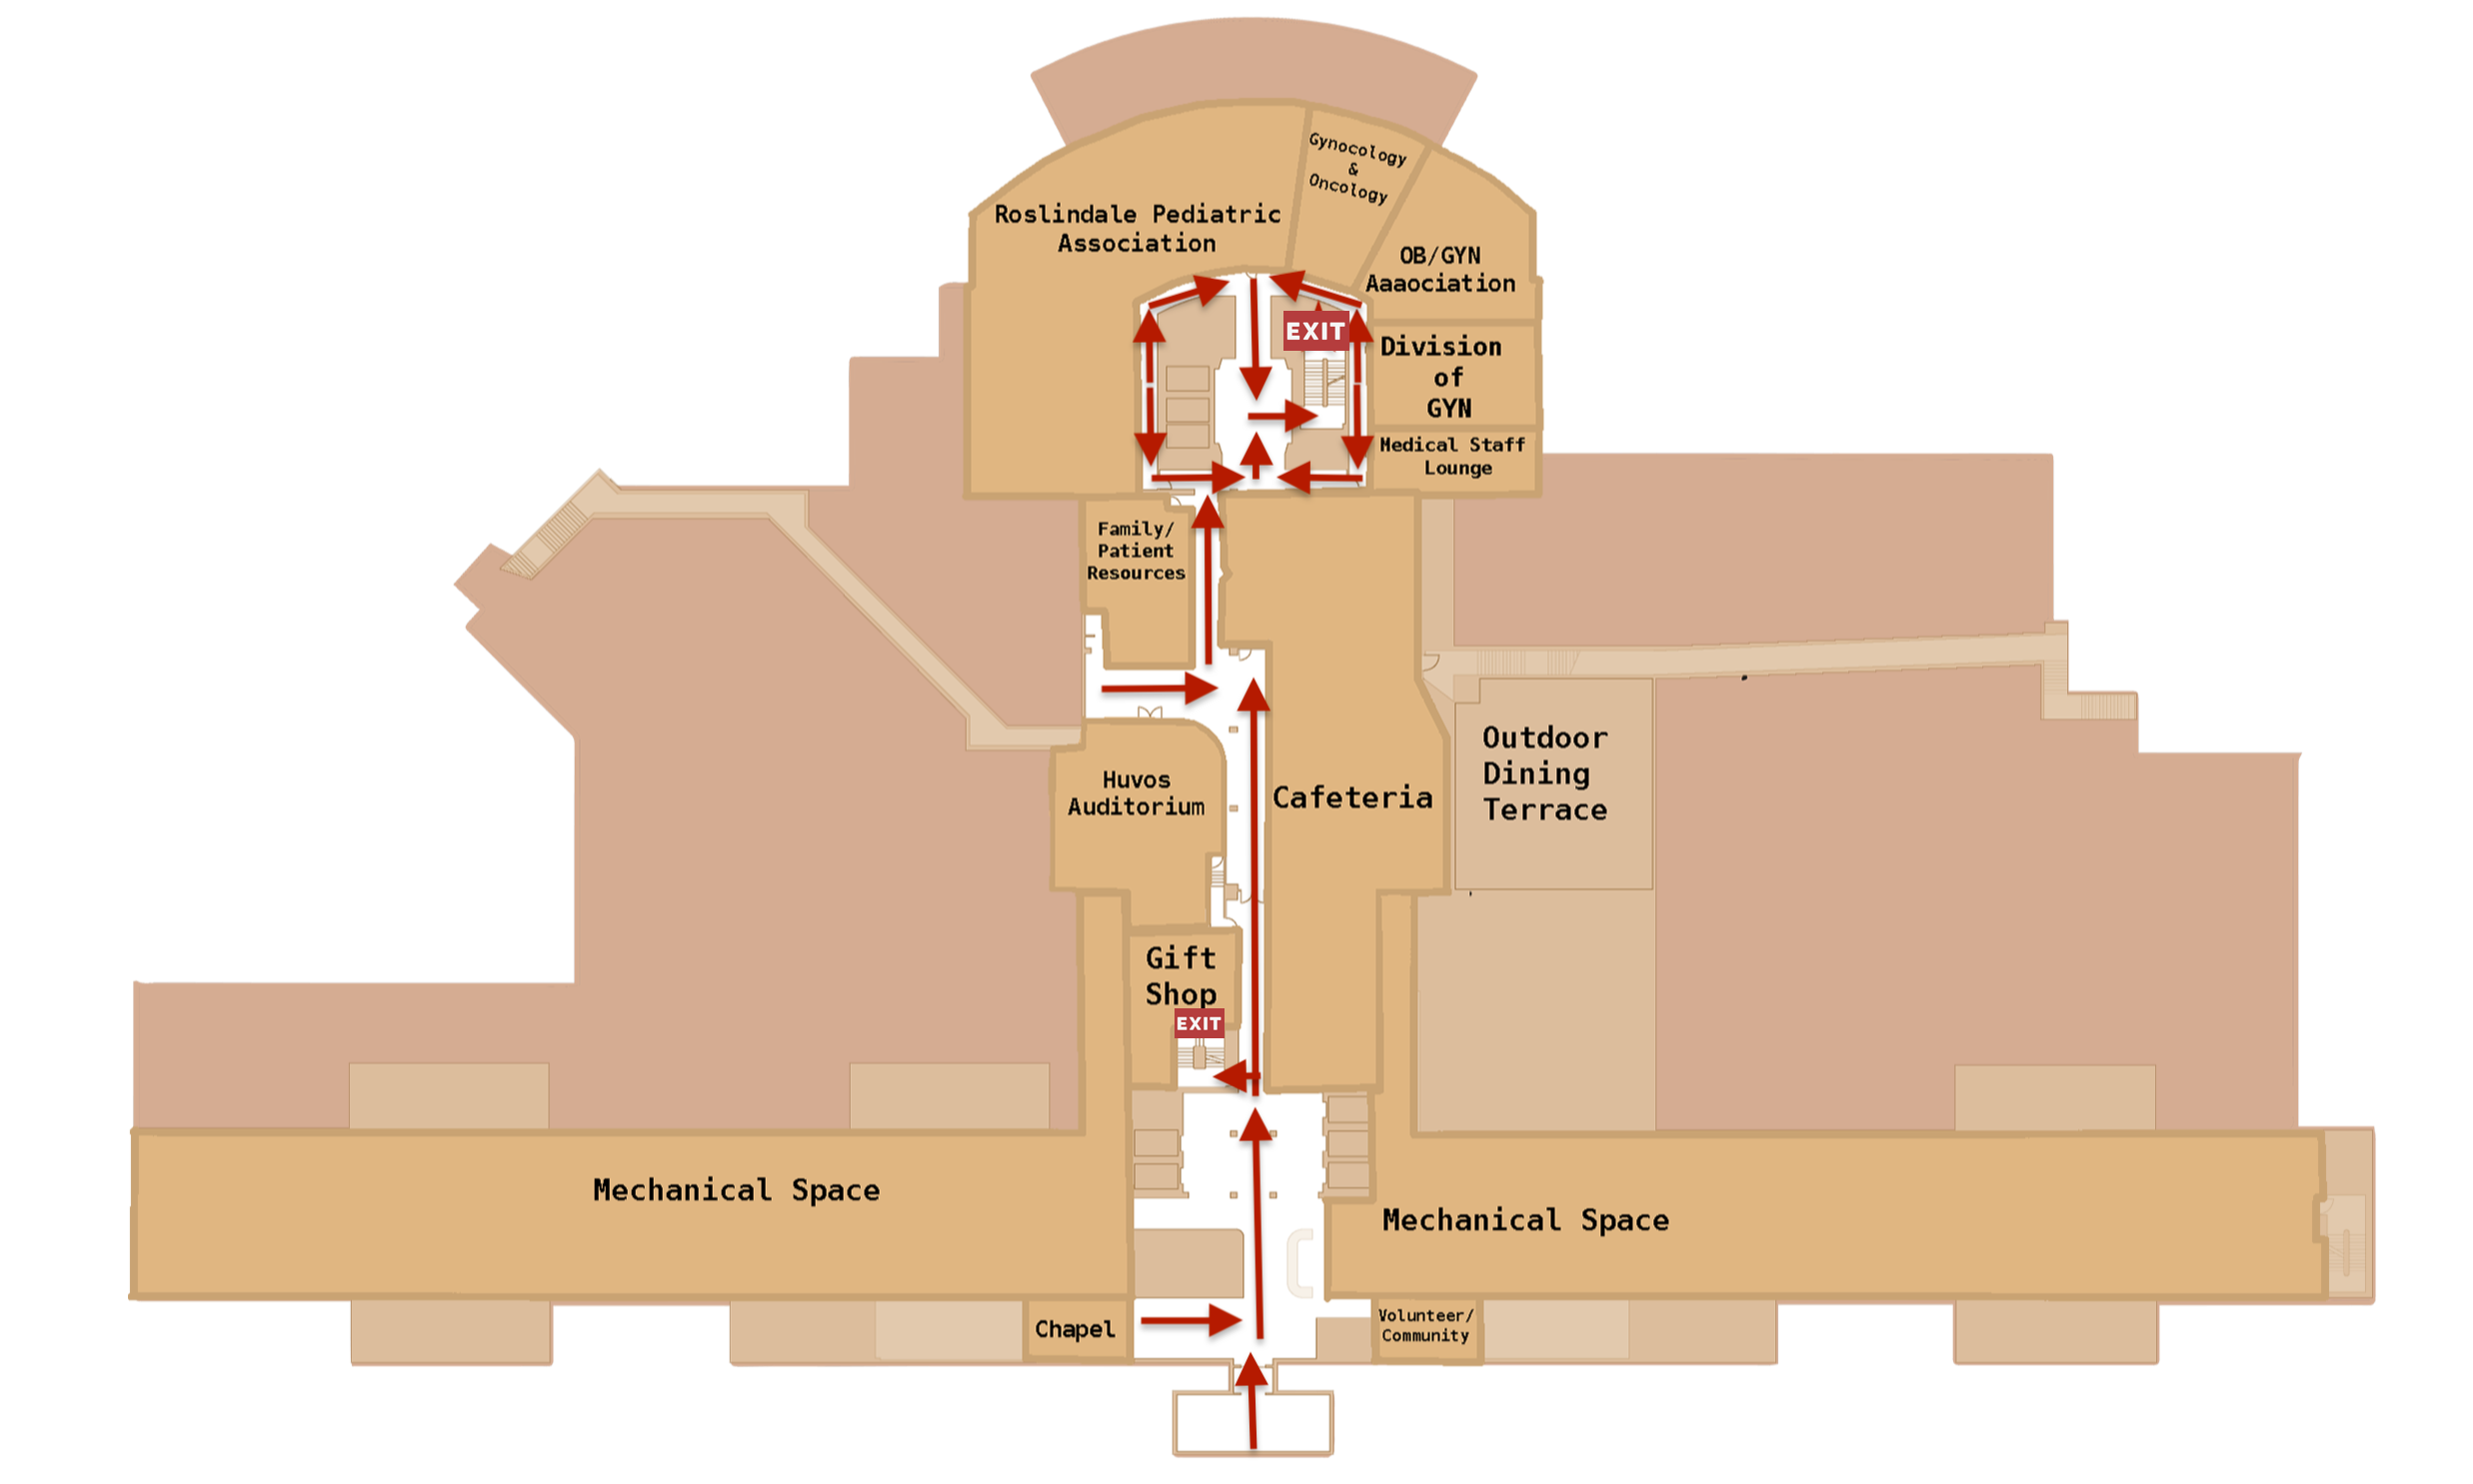 Gynocology
&
Oncology
Roslindale Pediatric
Association
OB/GYN
Aaaociation
EXIT
Division
of
GYN
Medical Staff
Lounge
Family/
Patient
Resources
Outdoor
Dining
Terrace
Huvos
Auditorium
Cafeteria
Gift
Shop
EXIT
Mechanical Space
Mechanical Space
Chapel
Volunteer/
Community